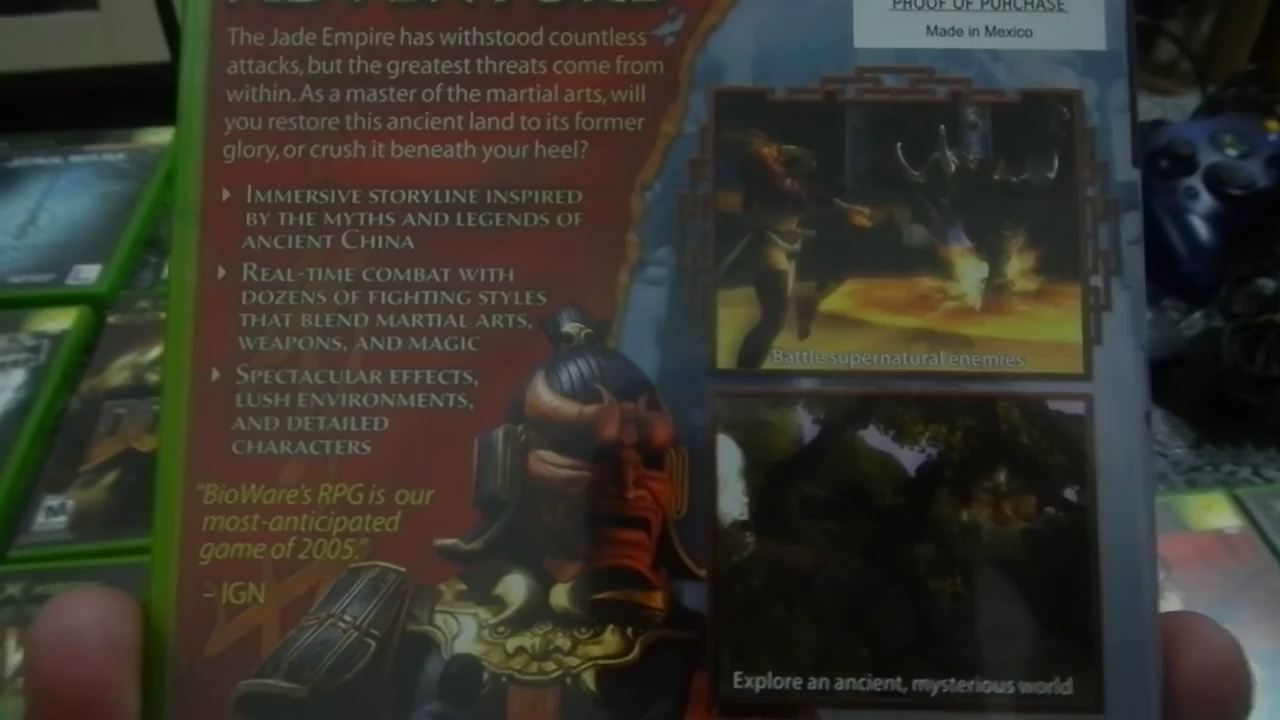 ADVENTURE
The Jade Empire has withstood countless
attacks, but the greatest threats come from
within. As a master of the martial arts, will
you restore this ancient land to its former
glory, or crush it beneath your heel?
IMMERSIVE STORYLINE INSPIRED
BY THE MYTHS AND LEGENDS OF
ANCIENT CHINA
REAL-TIME COMBAT WITH
DOZENS OF FIGHTING STYLES
THAT BLEND MARTIAL ARTS,
WEAPONS, AND MAGIC
SPECTACULAR EFFECTS,
LUSH ENVIRONMENTS,
AND DETAILED
CHARACTERS
"BioWare's RPG is our
most-anticipated
game of 2005."
- IGN
PROOF OF PURCHASE
Made in Mexico
Battle supernatural enemies
Explore an ancient, mysterious world
M